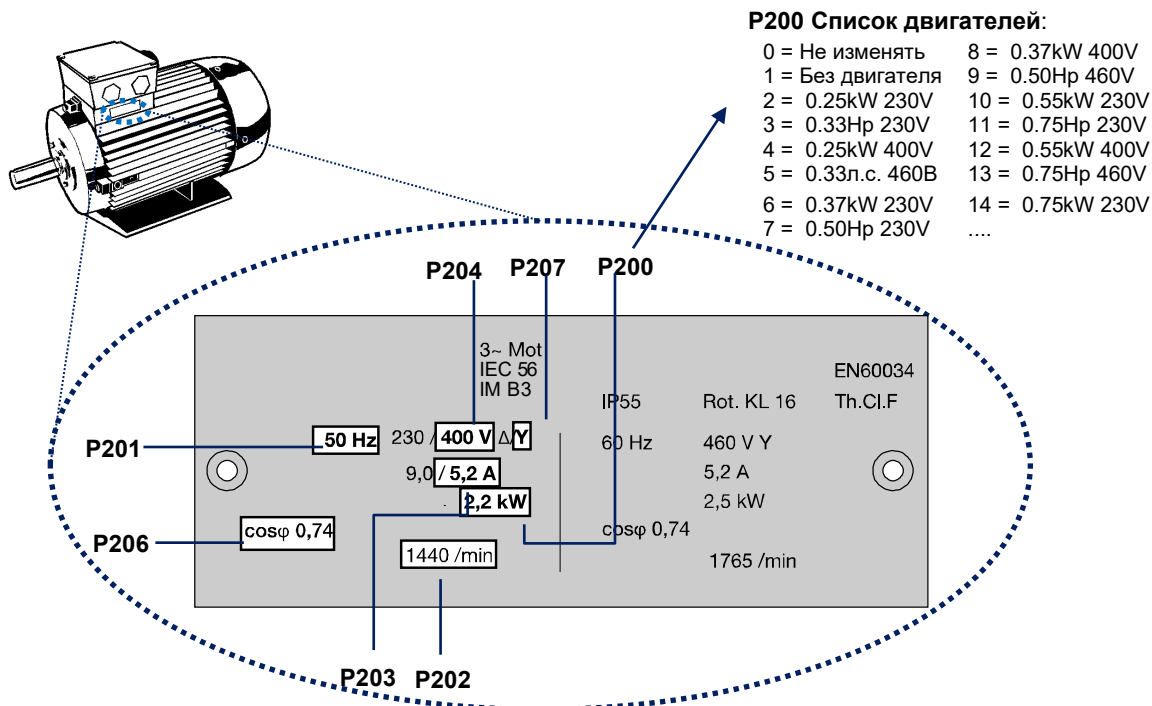 P200 Список двигателей:
0 = Не изменять
1 = Без двигателя
2 = 0.25kW 230V
3 = 0.33Hp 230V
4 = 0.25kW 400V
5 = 0.33л.с. 460В
6 = 0.37kW 230V
7 = 0.50Hp 230V
8 = 0.37kW 400V
9 = 0.50Hp 460V
10 = 0.55kW 230V
11 = 0.75Hp 230V
12 = 0.55kW 400V
13 = 0.75Hp 460V
14 = 0.75kW 230V
....
P204 P207 P200
3~ Mot
IEC 56
IM B3
EN60034
IP55 Rot. KL 16 Th.Cl.F
P201
50 Hz 230 / 400 V Δ/Y
60 Hz 460 V Y
9,0 / 5,2 A
5,2 A
2,2 kW
2,5 kW
P206
cosφ 0,74
cosφ 0,74
1440 /min
1765 /min
P203 P202